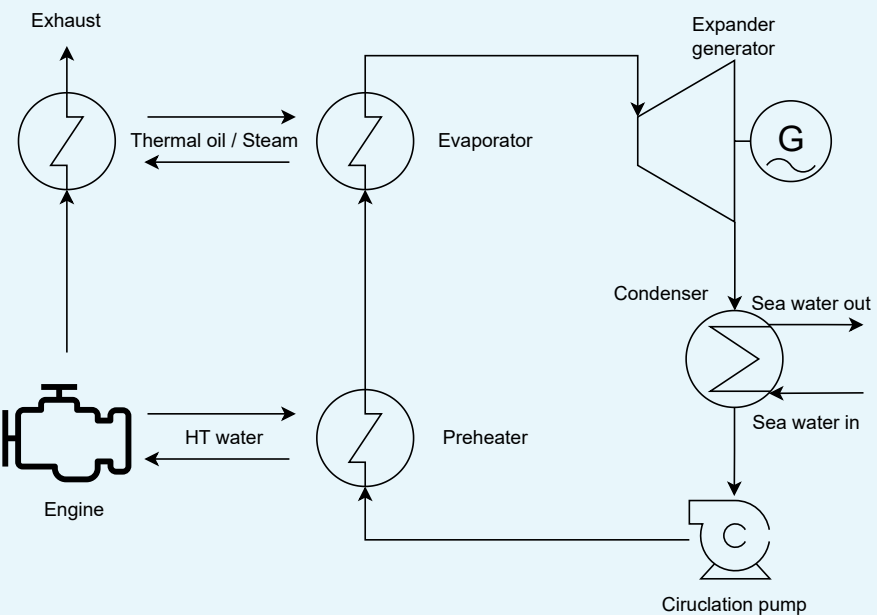 Exhaust
Expander
generator
G
Thermal oil / Steam
Evaporator
Condenser
Sea water out
HT water
Preheater
Sea water in
Engine
Ciruclation pump